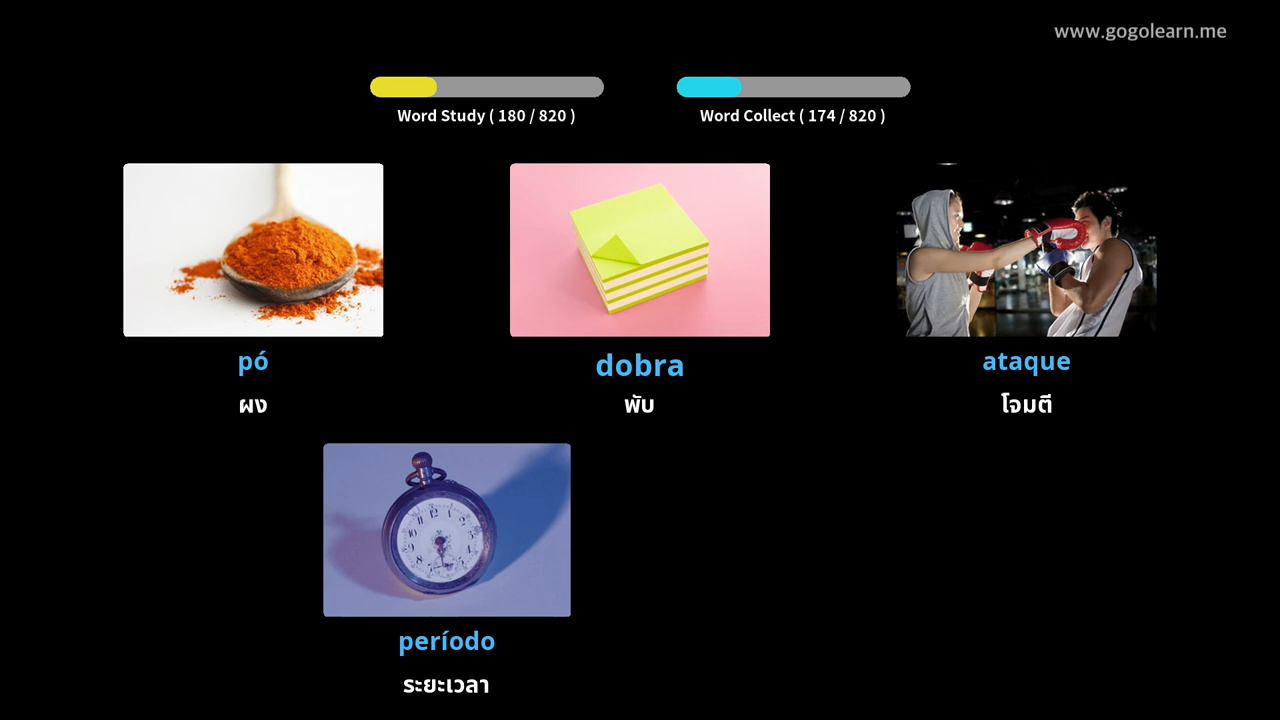 www.gogolearn.me
Word Study ( 180 / 820 )
Word Collect ( 174 / 820 )
pó
dobra
ataque
ผง
พับ
โจมตี
período
ระยะเวลา